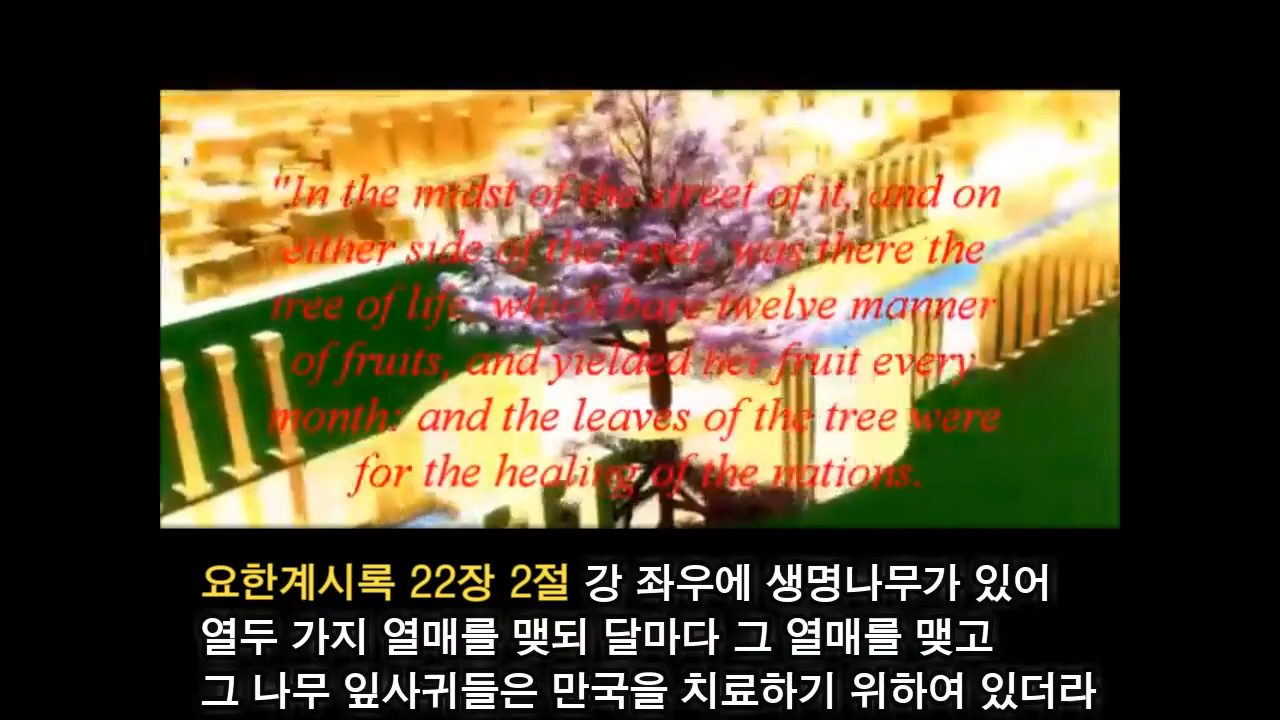 "In the midst of the street of it, and on
either side of the river, was there the
tree of life, which bare twelve manner
of fruits, and yielded her fruit every
month: and the leaves of the tree were
for the healing of the nations.
요한계시록 22장 2절 강 좌우에 생명나무가 있어
열두 가지 열매를 맺되 달마다 그 열매를 맺고
그 나무 잎사귀들은 만국을 치료하기 위하여 있더라